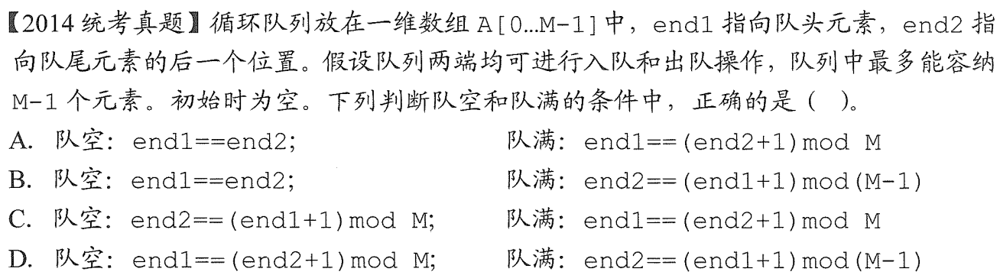 【2014统考真题】循环队列放在一维数组 A[0…M-1]中，end1 指向队头元素，end2 指
向队尾元素的后一个位置。假设队列两端均可进行入队和出队操作，队列中最多能容纳
M-1 个元素。初始时为空。下列判断队空和队满的条件中，正确的是（ ）。
A. 队空：end1==end2; 队满：end1==(end2+1)mod M
B. 队空：end1==end2; 队满：end2==(end1+1)mod(M-1)
C. 队空：end2==(end1+1)mod M; 队满：end1==(end2+1)mod M
D. 队空：end1==(end2+1)mod M; 队满：end2==(end1+1)mod(M-1)